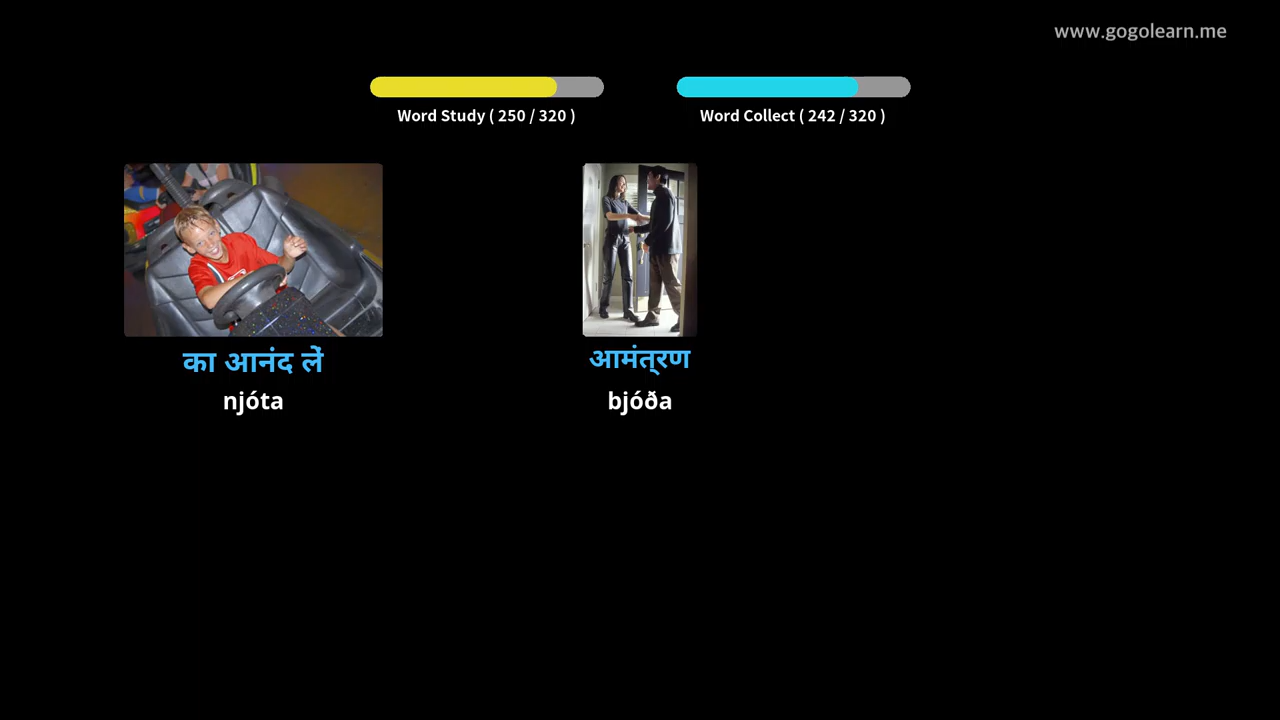 www.gogolearn.me
Word Study ( 250 / 320 )
Word Collect ( 242 / 320 )
का आनंद लें
njóta
आमंत्रण
bjóða